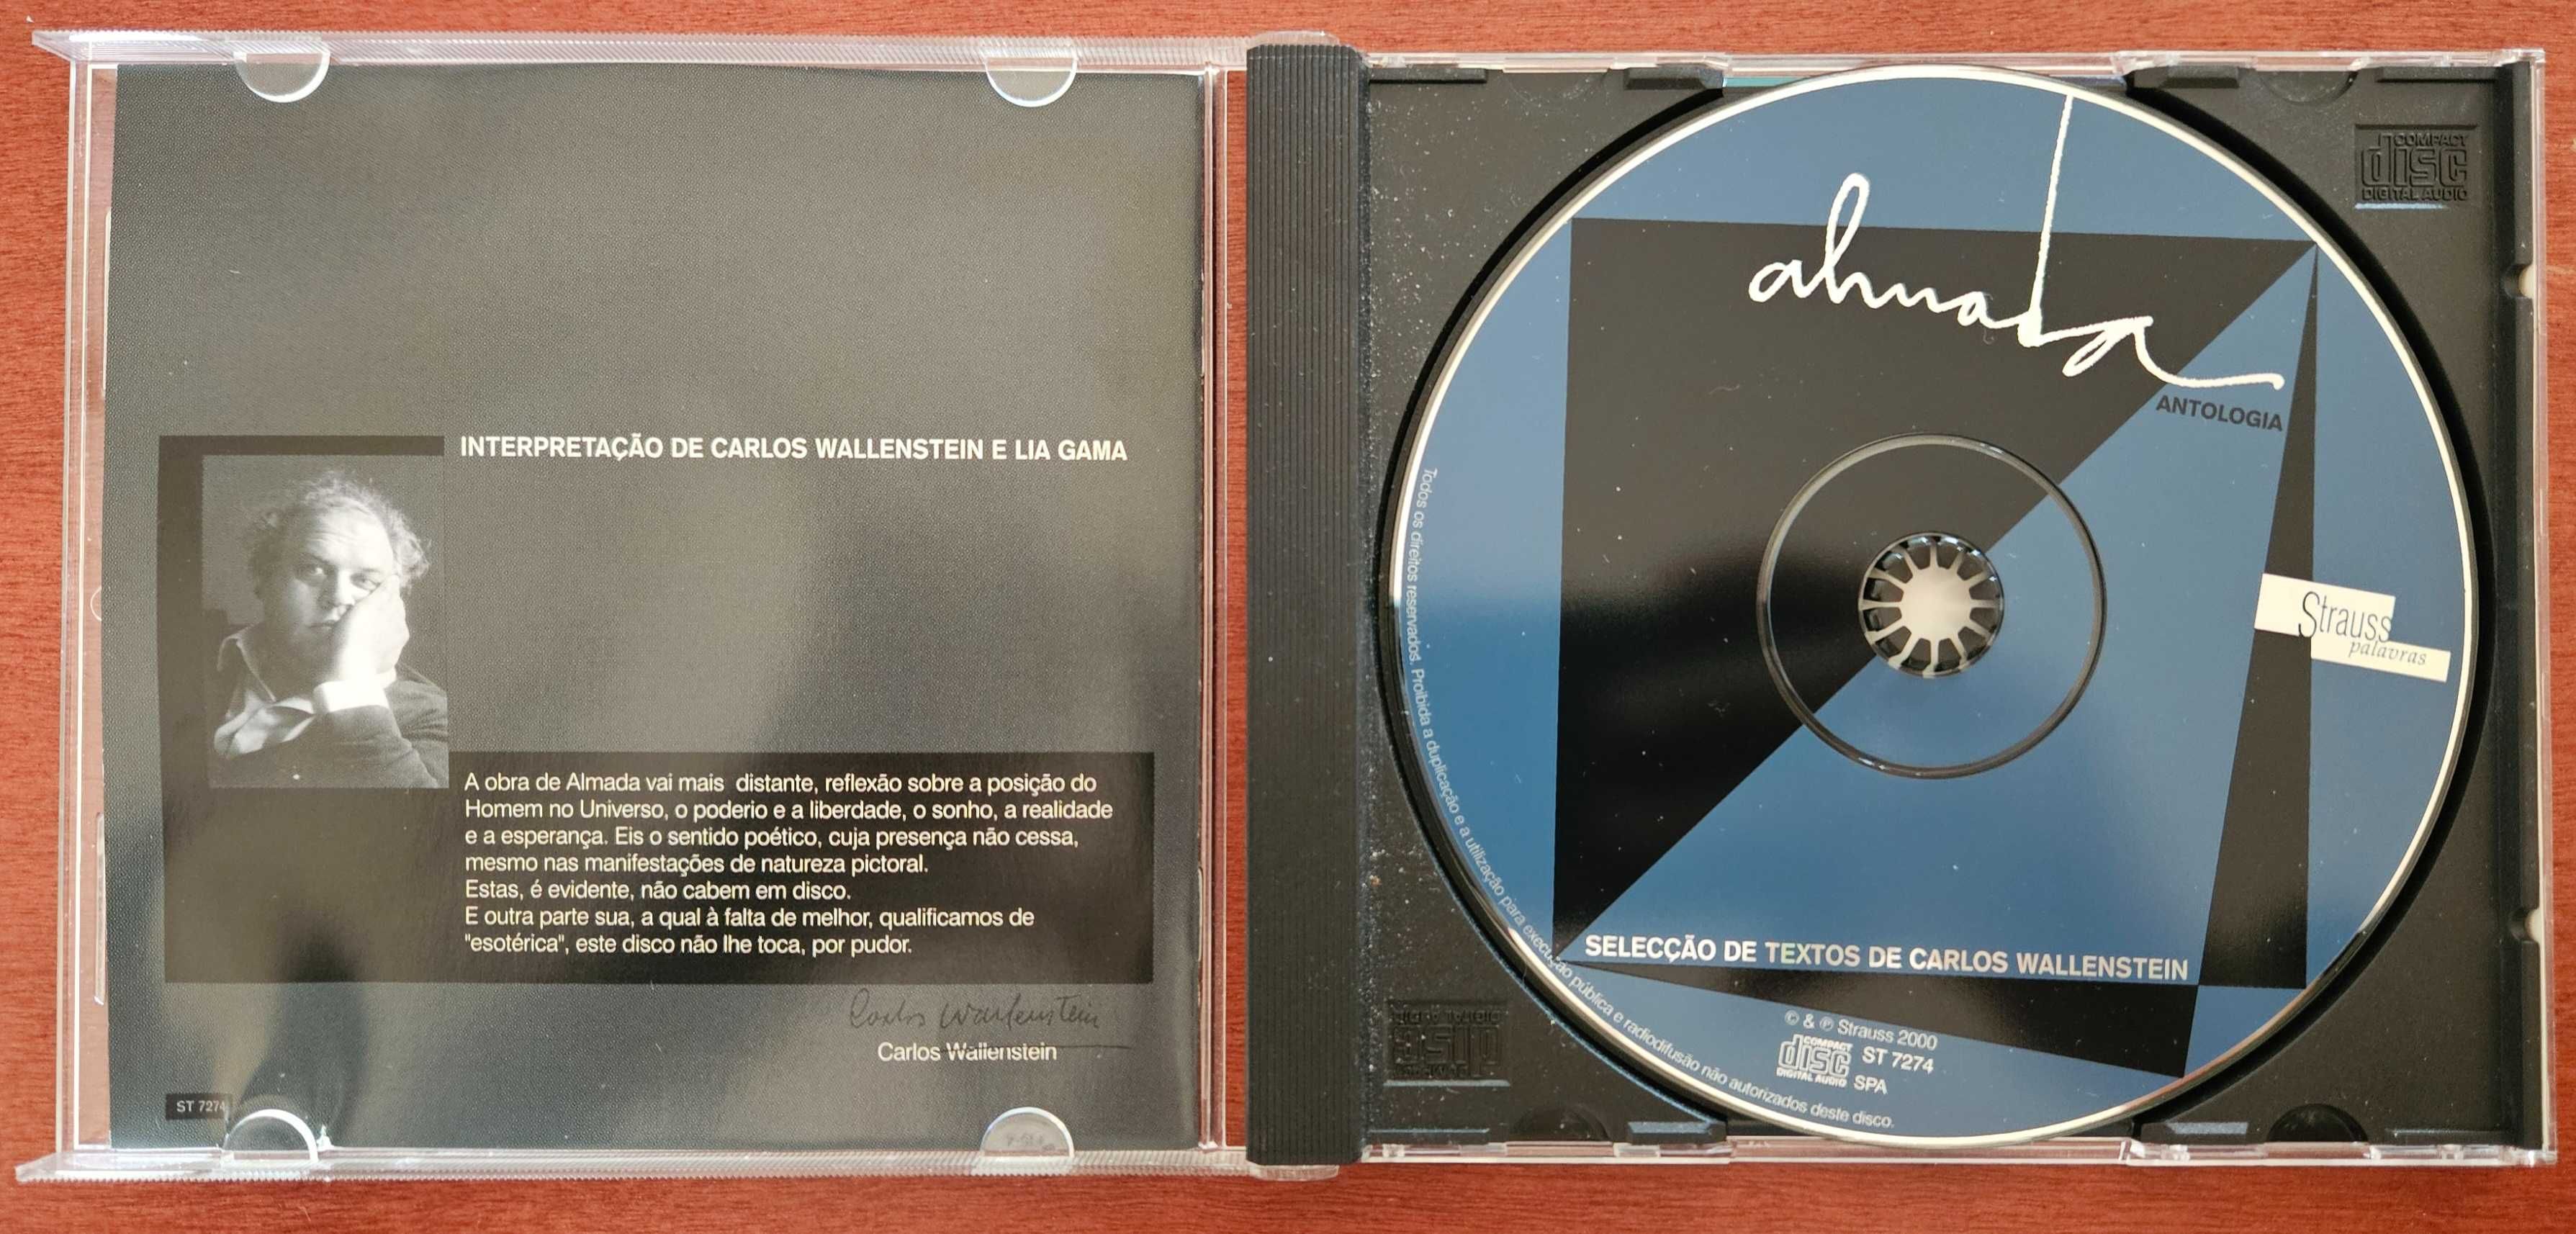 INTERPRETAÇÃO DE CARLOS WALLENSTEIN E LIA GAMA
A obra de Almada vai mais distante, reflexão sobre a posição do
Homem no Universo, o poderio e a liberdade, o sonho, a realidade
e a esperança. Eis o sentido poético, cuja presença não cessa,
mesmo nas manifestações de natureza pictoral.
Estas, é evidente, não cabem em disco.
E outra parte sua, a qual à falta de melhor, qualificamos de
"esotérica", este disco não lhe toca, por pudor.
Carlos Wallenstein
Carlos Wallenstein
ST 7274
almada
ANTOLOGIA
Strauss
palavras
SELECÇÃO DE TEXTOS DE CARLOS WALLENSTEIN
© & ℗ Strauss 2000
COMPACT
disc
DIGITAL AUDIO
ST 7274
SPA
Todos os direitos reservados. Proibida a duplicação e a utilização para execução pública e radiodifusão não autorizados deste disco.
COMPACT
disc
DIGITAL AUDIO
COMPACT
disc
DIGITAL AUDIO